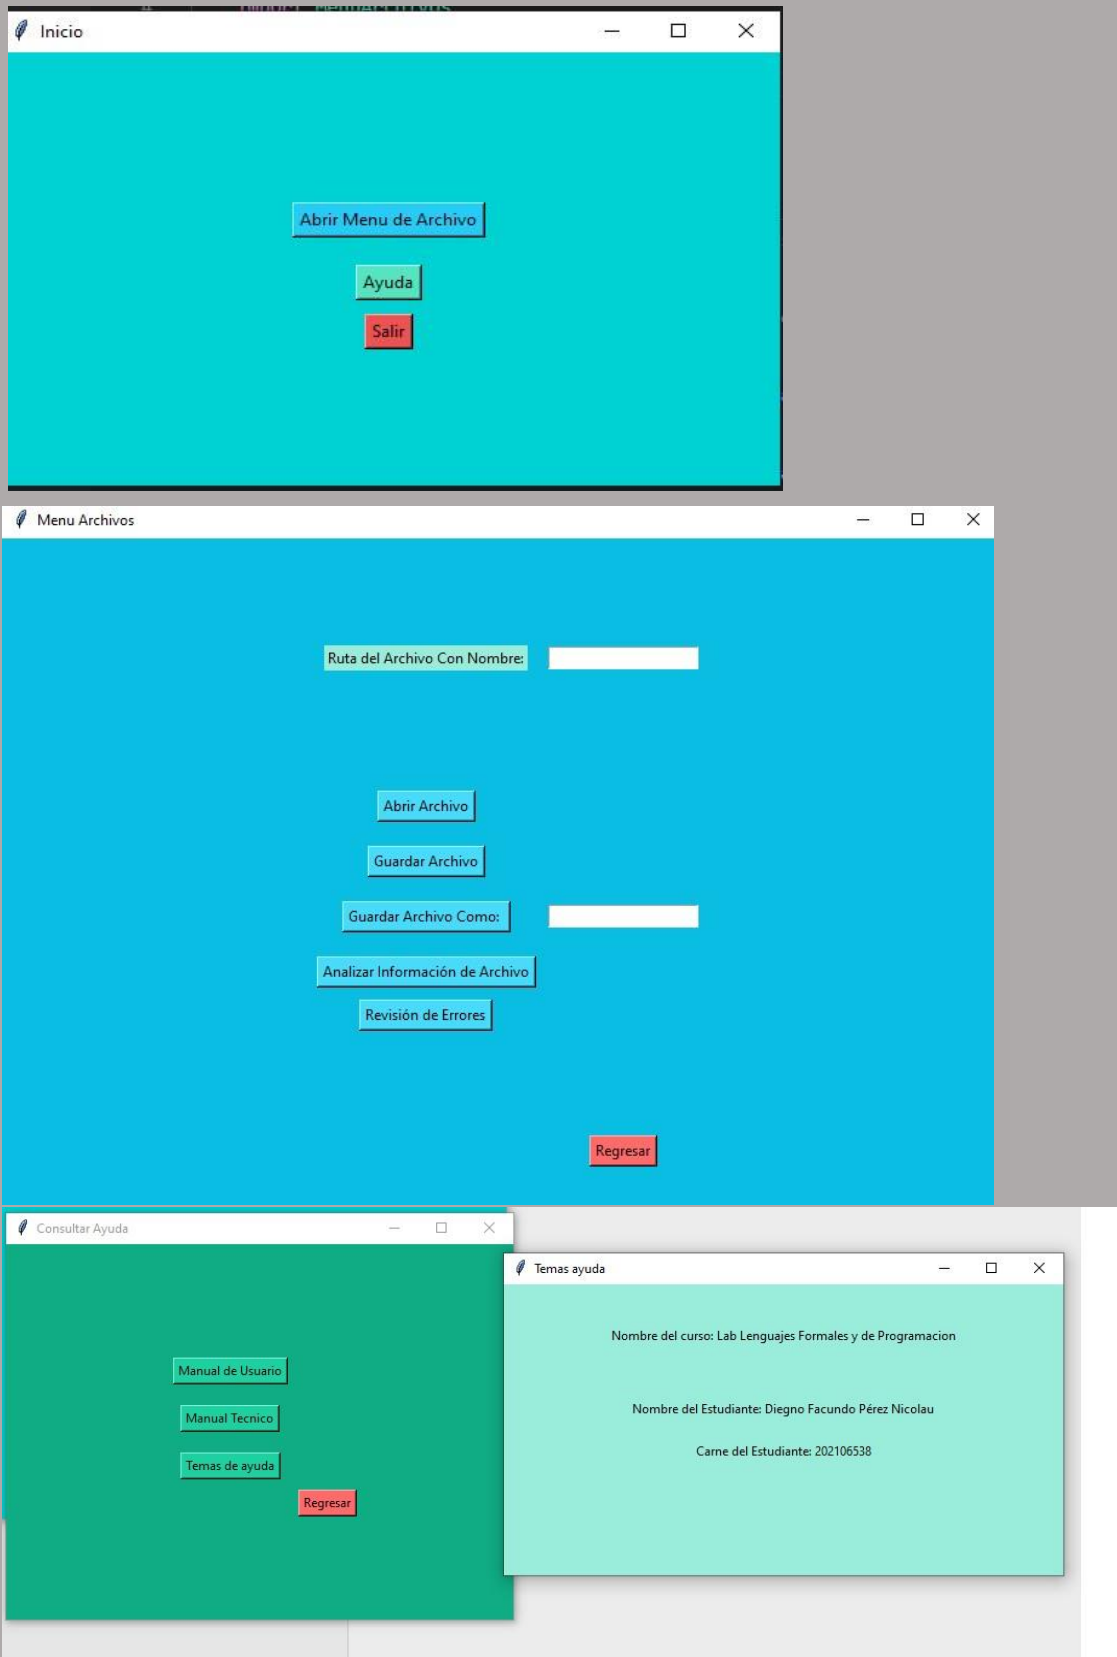 Inicio
Abrir Menu de Archivo
Ayuda
Salir
Menu Archivos
Ruta del Archivo Con Nombre:
Abrir Archivo
Guardar Archivo
Guardar Archivo Como:
Analizar Información de Archivo
Revisión de Errores
Regresar
Consultar Ayuda
Manual de Usuario
Manual Tecnico
Temas de ayuda
Regresar
Temas ayuda
Nombre del curso: Lab Lenguajes Formales y de Programacion
Nombre del Estudiante: Diegno Facundo Pérez Nicolau
Carne del Estudiante: 202106538